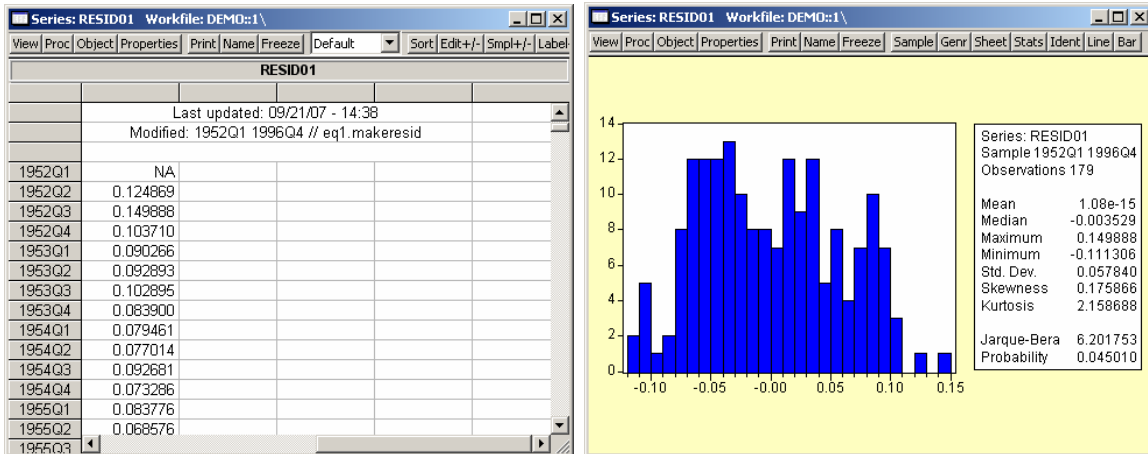 Series: RESID01 Workfile: DEMO::1\
View Proc Object Properties Print Name Freeze Default Sort Edit+/- Smpl+/- Label
RESID01
Last updated: 09/21/07 - 14:38
Modified: 1952Q1 1996Q4 // eq1.makeresid
1952Q1 NA
1952Q2 0.124869
1952Q3 0.149888
1952Q4 0.103710
1953Q1 0.090266
1953Q2 0.092893
1953Q3 0.102895
1953Q4 0.083900
1954Q1 0.079461
1954Q2 0.077014
1954Q3 0.092681
1954Q4 0.073286
1955Q1 0.083776
1955Q2 0.068576
1955Q3
Series: RESID01 Workfile: DEMO::1\
View Proc Object Properties Print Name Freeze Sample Genr Sheet Stats Ident Line Bar
14
12
10
8
6
4
2
0
-0.10 -0.05 -0.00 0.05 0.10 0.15
Series: RESID01
Sample 1952Q1 1996Q4
Observations 179
Mean 1.08e-15
Median -0.003529
Maximum 0.149888
Minimum -0.111306
Std. Dev. 0.057840
Skewness 0.175866
Kurtosis 2.158688
Jarque-Bera 6.201753
Probability 0.045010